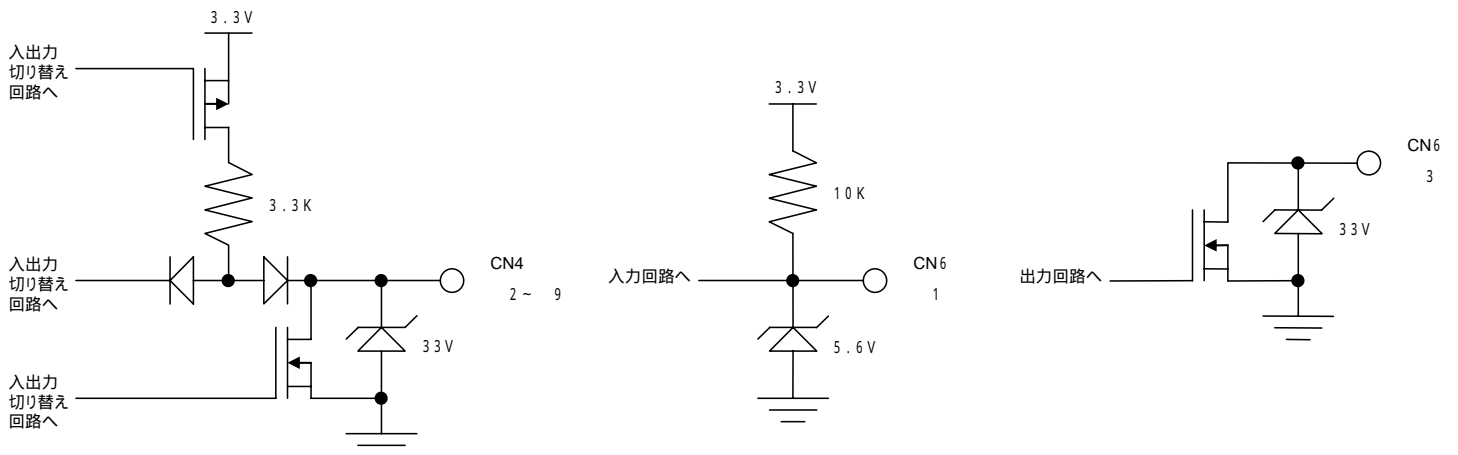 3.3V
入出力
切り替え
回路へ
3.3K
入出力
切り替え
回路へ
CN4
2~ 9
33V
入出力
切り替え
回路へ
3.3V
10K
入力回路へ
CN6
1
5.6V
CN6
3
33V
出力回路へ